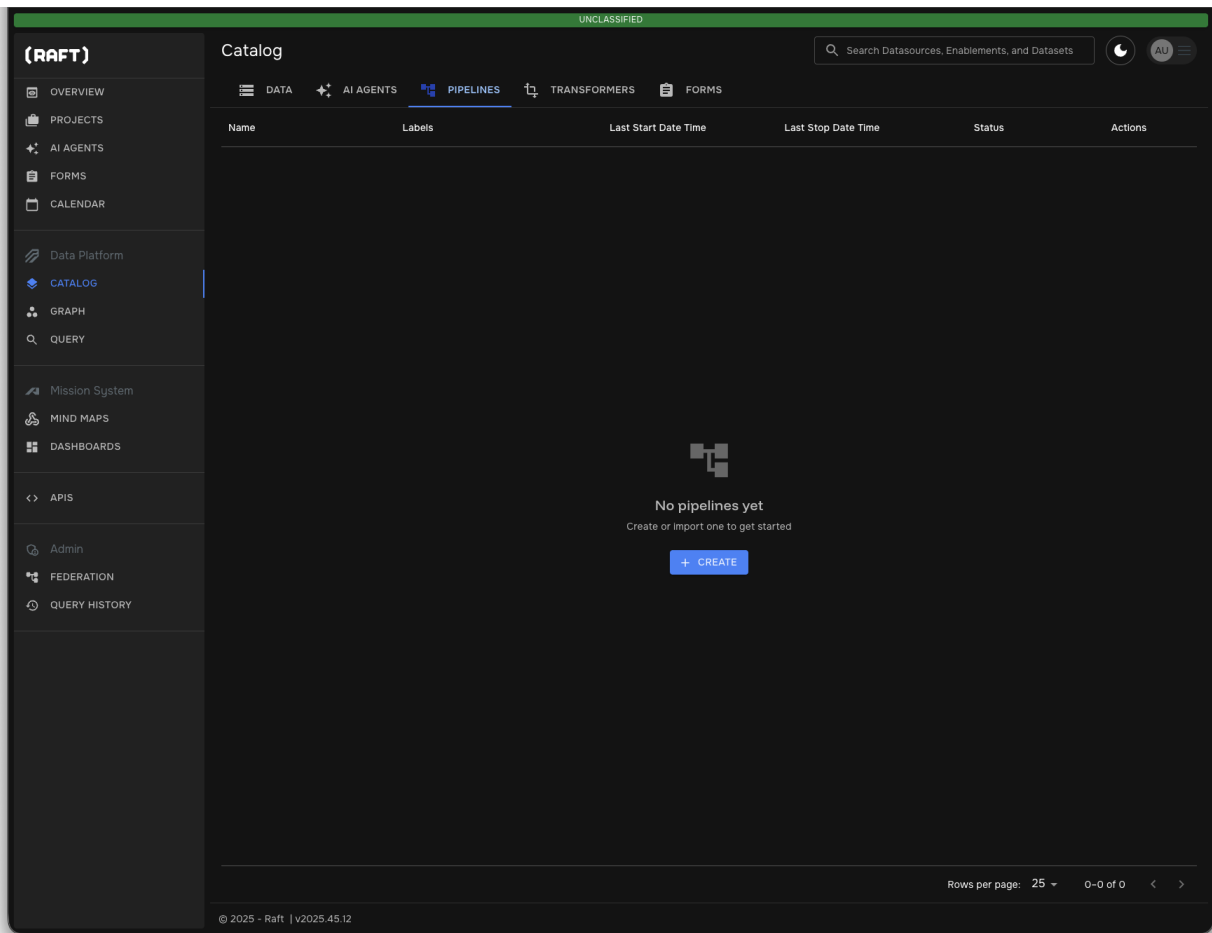 UNCLASSIFIED
(RAFT)
Catalog
Search Datasources, Enablements, and Datasets
AU
OVERVIEW
PROJECTS
AI AGENTS
FORMS
CALENDAR
Data Platform
CATALOG
GRAPH
QUERY
Mission System
MIND MAPS
DASHBOARDS
APIS
Admin
FEDERATION
QUERY HISTORY
DATA
AI AGENTS
PIPELINES
TRANSFORMERS
FORMS
Name Labels Last Start Date Time Last Stop Date Time Status Actions
No pipelines yet
Create or import one to get started
+ CREATE
Rows per page: 25 0–0 of 0
© 2025 - Raft | v2025.45.12